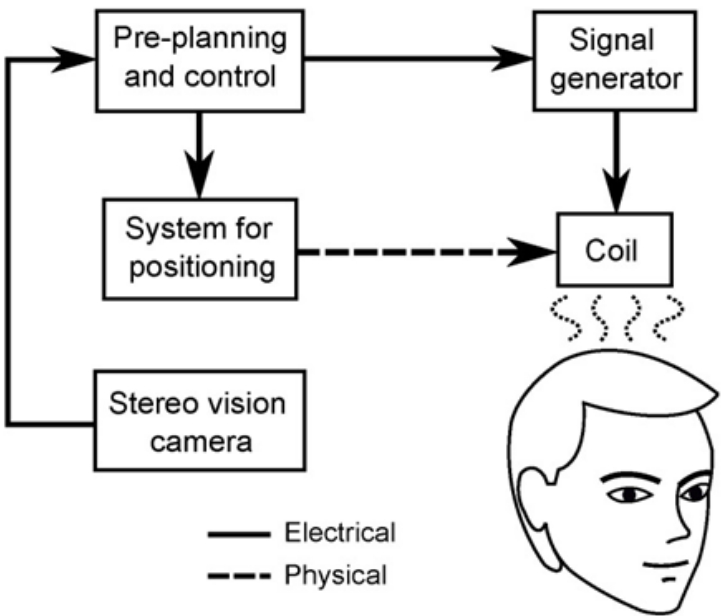 Pre-planning
and control
Signal
generator
System for
positioning
Coil
Stereo vision
camera
Electrical
Physical